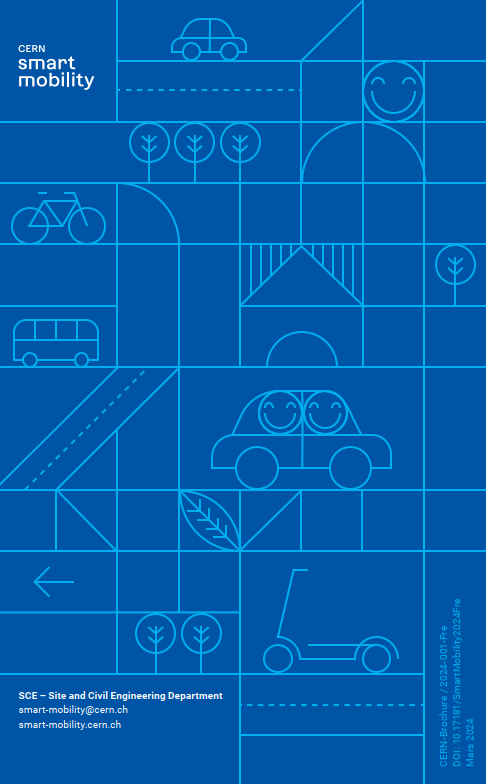 CERN
smart
mobility
SCE – Site and Civil Engineering Department
smart-mobility@cern.ch
smart-mobility.cern.ch
CERN-Brochure / 2024-001-Fre
DOI: 10.17181/SmartMobility2024Fre
Mars 2024